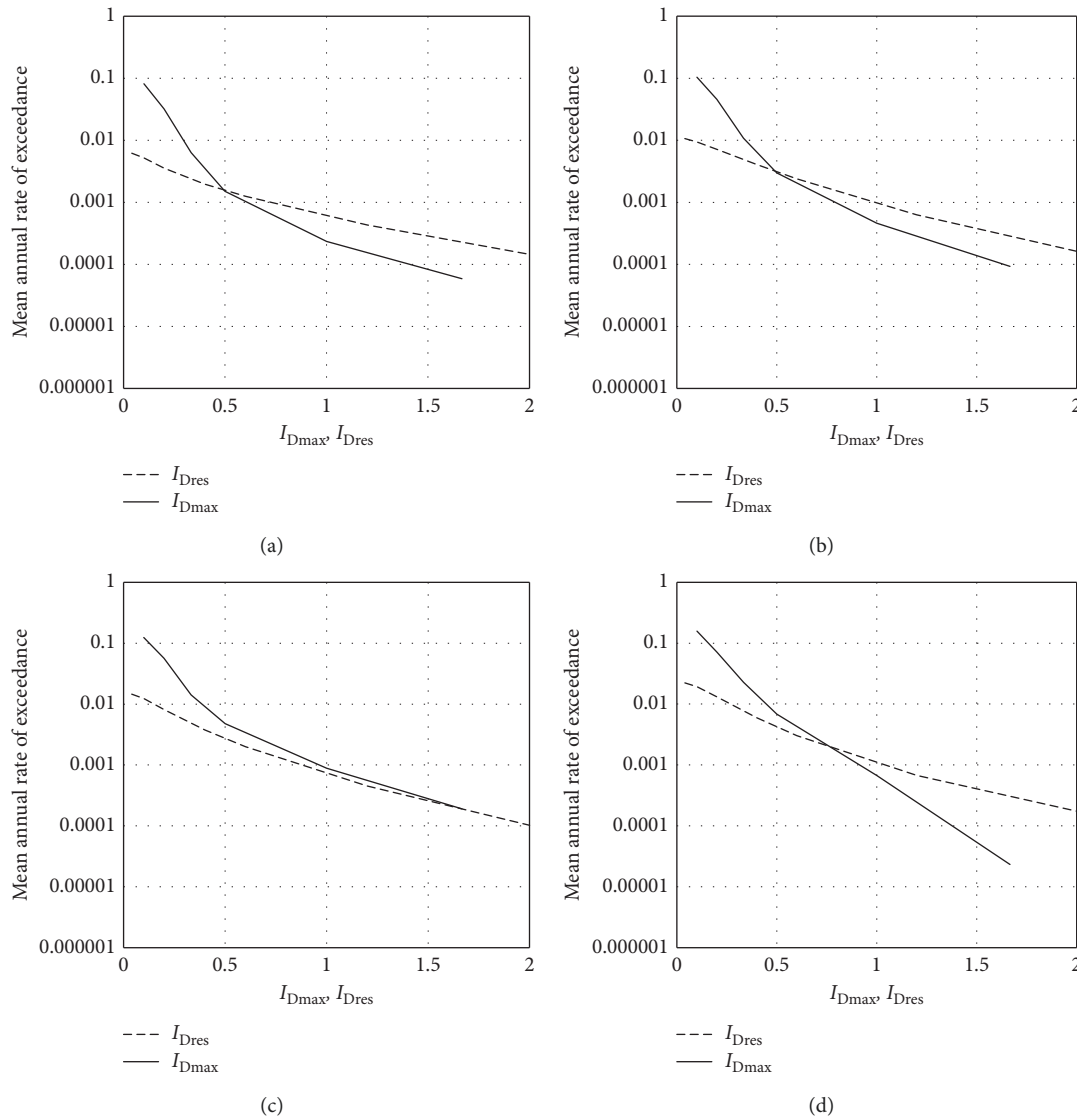 Mean annual rate of exceedance
1
0.1
0.01
0.001
0.0001
0.00001
0.000001
0 0.5 1 1.5 2
I_Dmax, I_Dres
I_Dres
I_Dmax
(a)
Mean annual rate of exceedance
1
0.1
0.01
0.001
0.0001
0.00001
0.000001
0 0.5 1 1.5 2
I_Dmax, I_Dres
I_Dres
I_Dmax
(b)
Mean annual rate of exceedance
1
0.1
0.01
0.001
0.0001
0.00001
0.000001
0 0.5 1 1.5 2
I_Dmax, I_Dres
I_Dres
I_Dmax
(c)
Mean annual rate of exceedance
1
0.1
0.01
0.001
0.0001
0.00001
0.000001
0 0.5 1 1.5 2
I_Dmax, I_Dres
I_Dres
I_Dmax
(d)